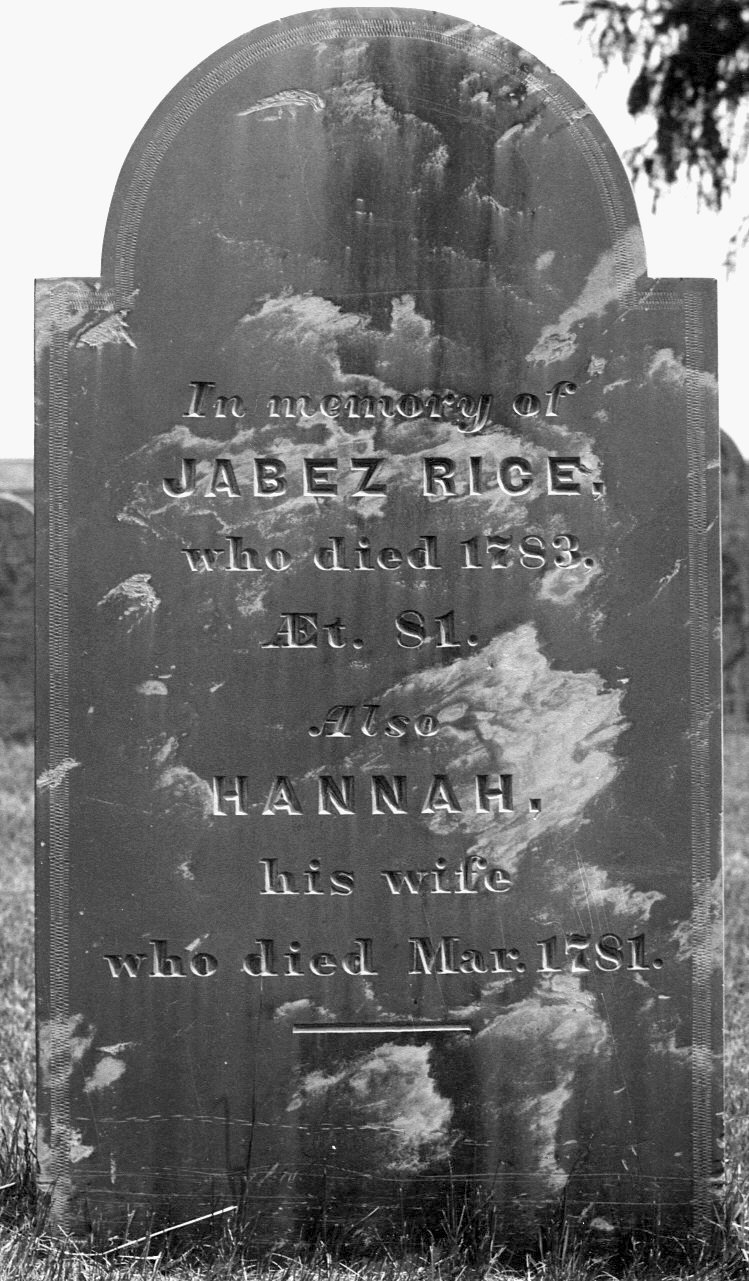 In memory of
JABEZ RICE,
who died 1783.
Æt. 81.
Also
HANNAH,
his wife
who died Mar. 1781.